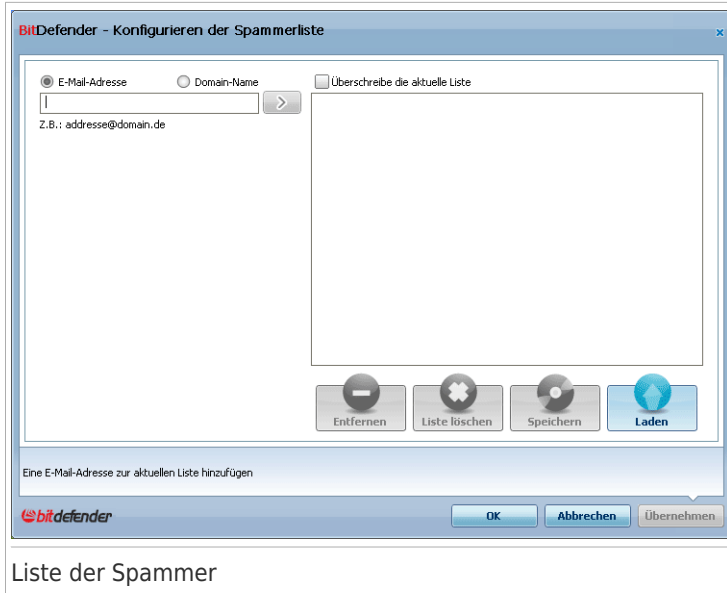 BitDefender - Konfigurieren der Spammerliste
E-Mail-Adresse
Domain-Name
Überschreibe die aktuelle Liste
Z.B.: addresse@domain.de
Entfernen
Liste löschen
Speichern
Laden
Eine E-Mail-Adresse zur aktuellen Liste hinzufügen
bitdefender
OK
Abbrechen
Übernehmen
Liste der Spammer